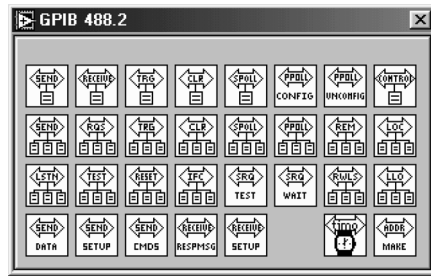 GPIB 488.2
SEND RECEIVE TRG CLR SPOLL PPOLL CONFIG PPOLL UNCONFIG CONTROL
SEND RQS TRG CLR SPOLL PPOLL REM LOC
LSTN TEST RESET IFC SRQ TEST SRQ WAIT RWLS LLO
SEND DATA SEND SETUP SEND CMDS RECEIVE RESPMSG RECEIVE SETUP TIMO ADDR MAKE